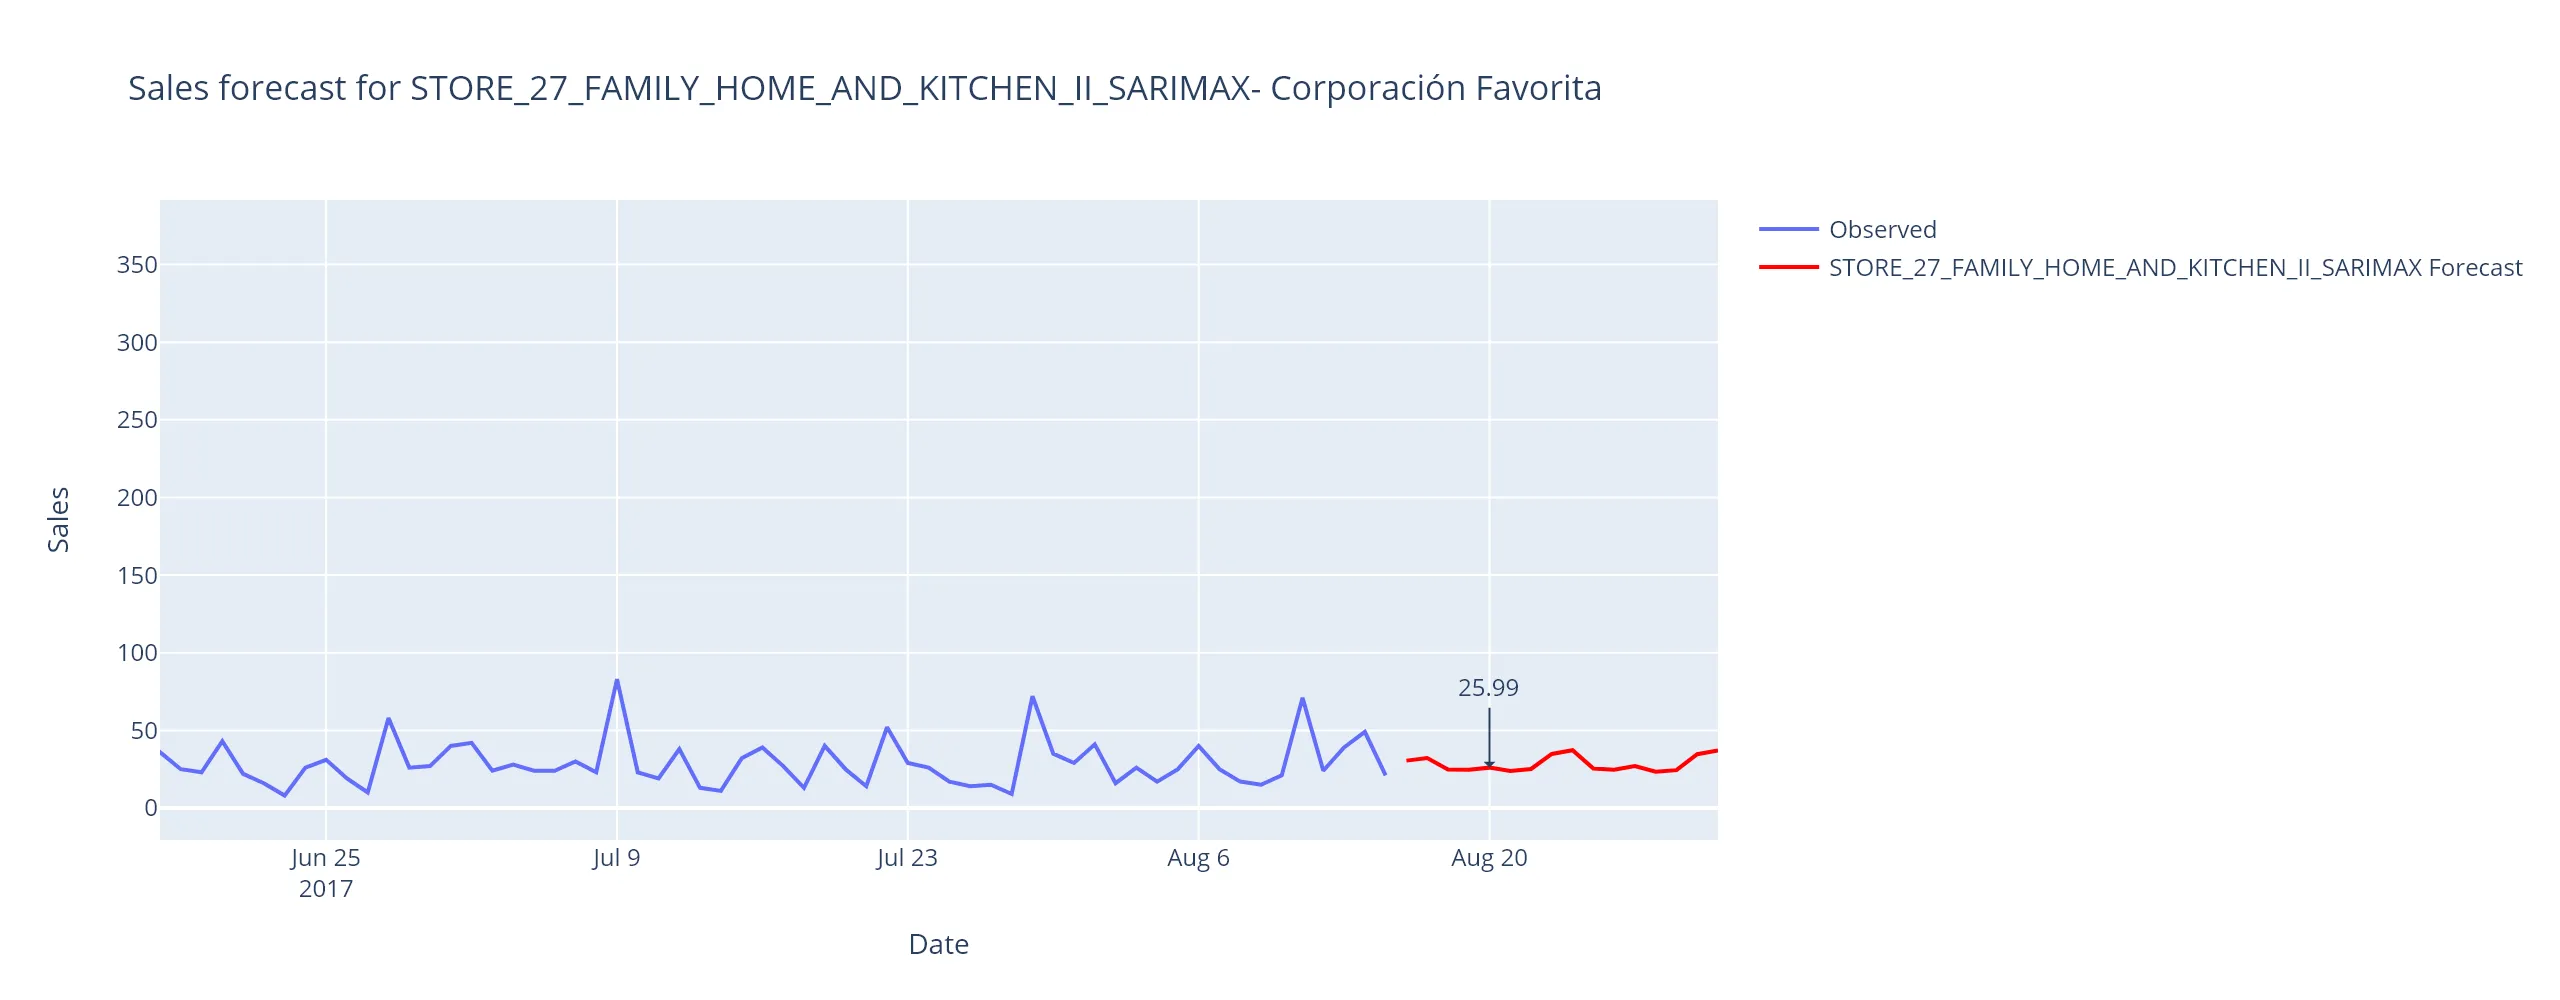 Sales forecast for STORE_27_FAMILY_HOME_AND_KITCHEN_II_SARIMAX- Corporación Favorita
Observed
STORE_27_FAMILY_HOME_AND_KITCHEN_II_SARIMAX Forecast
350
300
250
200
150
100
50
0
Sales
25.99
Jun 25
2017
Jul 9
Jul 23
Aug 6
Aug 20
Date